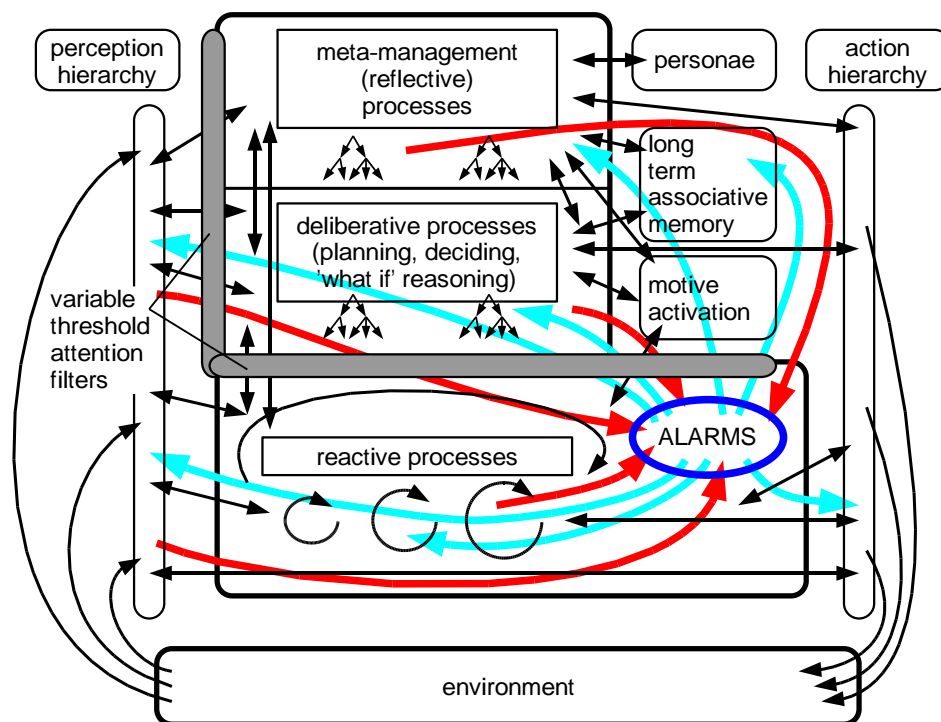 perception
hierarchy
meta-management
(reflective)
processes
personae
action
hierarchy
long
term
associative
memory
deliberative processes
(planning, deciding,
'what if' reasoning)
motive
activation
variable
threshold
attention
filters
ALARMS
reactive processes
environment